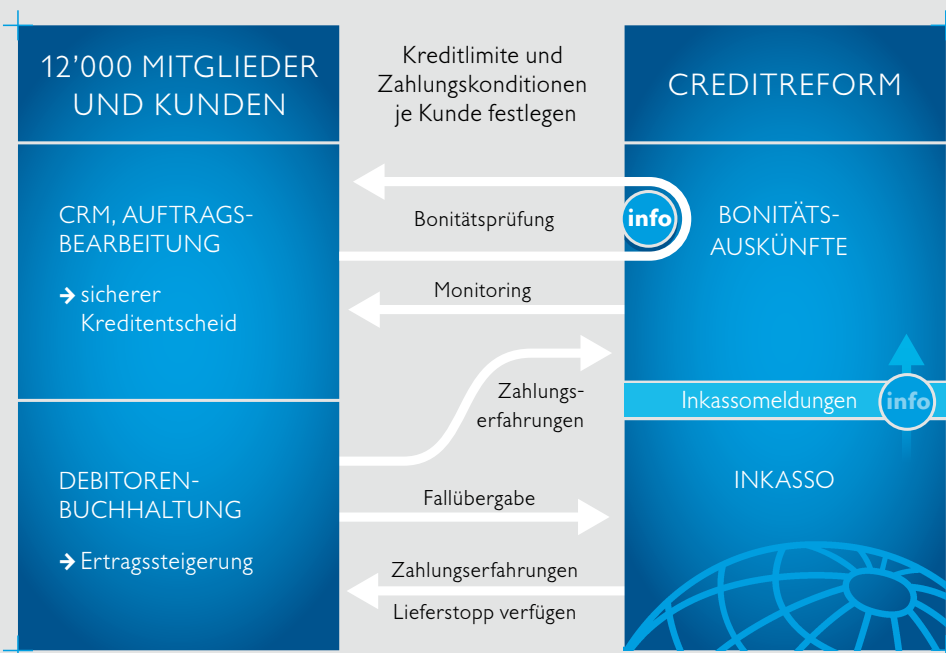 12’000 MITGLIEDER
UND KUNDEN
Kreditlimite und
Zahlungskonditionen
je Kunde festlegen
CREDITREFORM
CRM, AUFTRAGS-
BEARBEITUNG
→ sicherer
Kreditentscheid
Bonitätsprüfung
info
BONITÄTS-
AUSKÜNFTE
Monitoring
Zahlungs-
erfahrungen
Inkassomeldungen
info
DEBITOREN-
BUCHHALTUNG
→ Ertragssteigerung
Fallübergabe
INKASSO
Zahlungserfahrungen
Lieferstopp verfügen